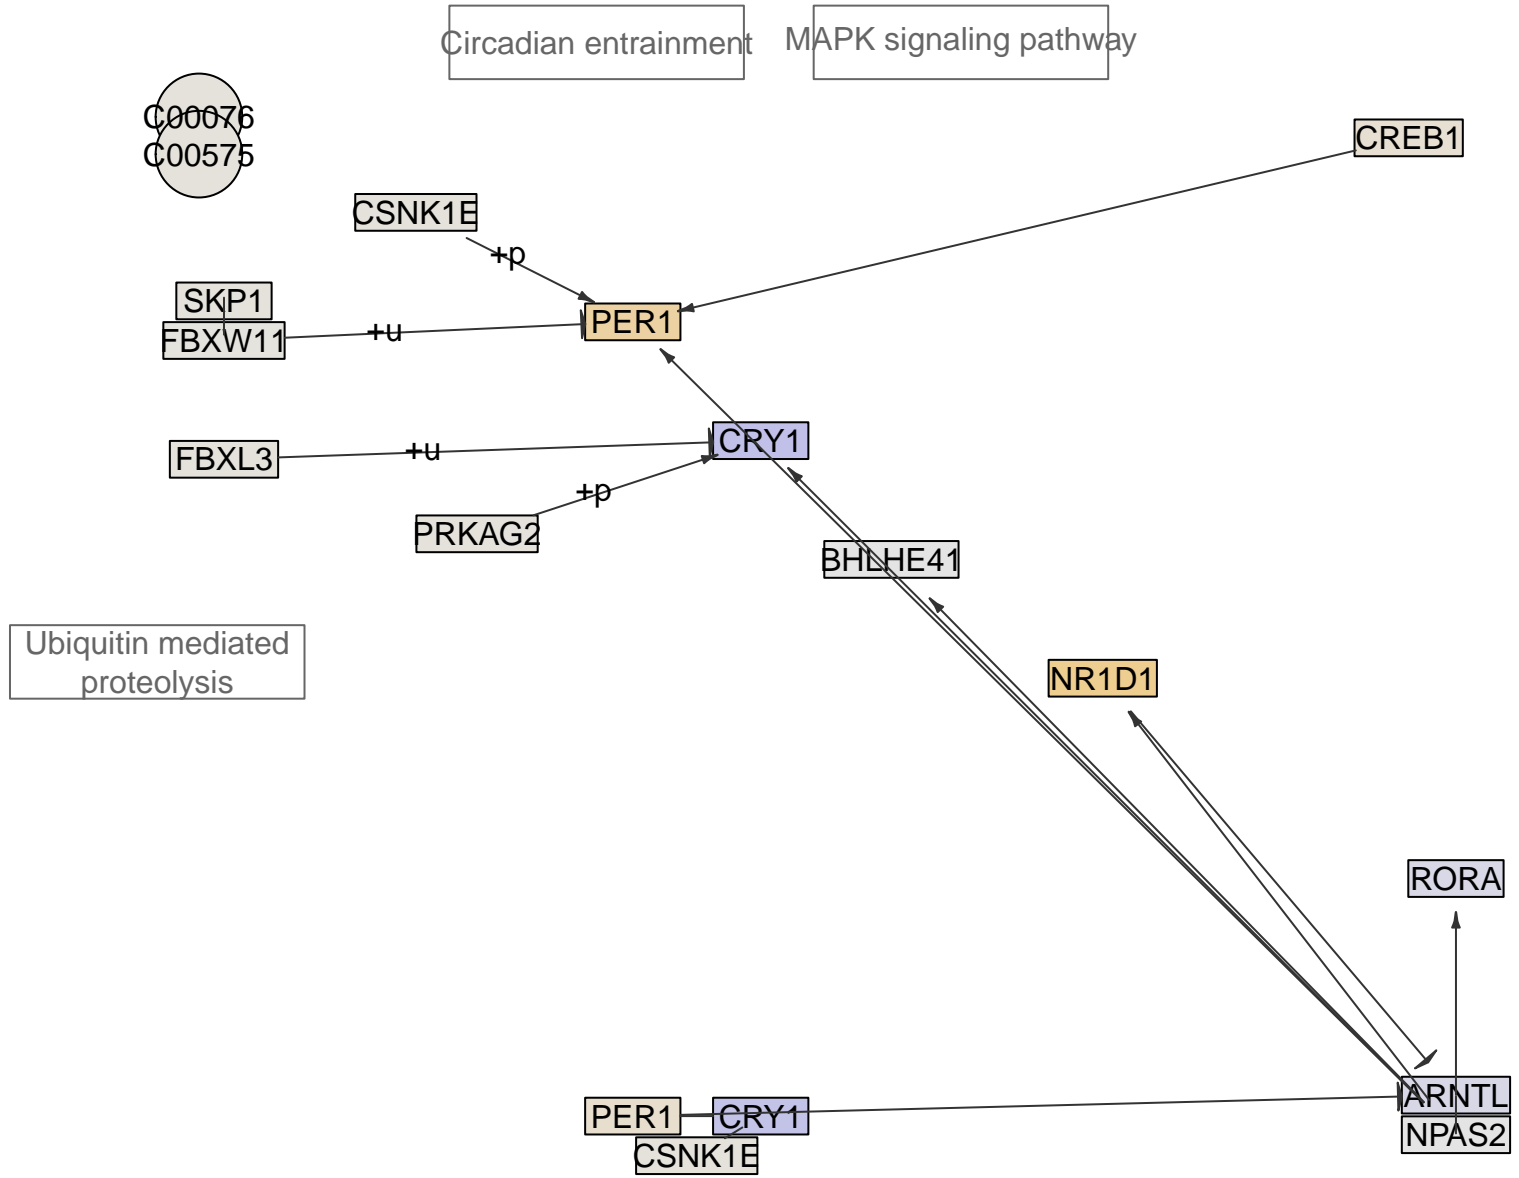 Circadian entrainment
MAPK signaling pathway
C00076
CREB1
C00575
CSNK1E
+p
SKP1
PER1
FBXW11
+u
CRY1
FBXL3
+u
+p
PRKAG2
BHLHE41
Ubiquitin mediated
proteolysis
NR1D1
RORA
ARNTL
PER1
CRY1
NPAS2
CSNK1E